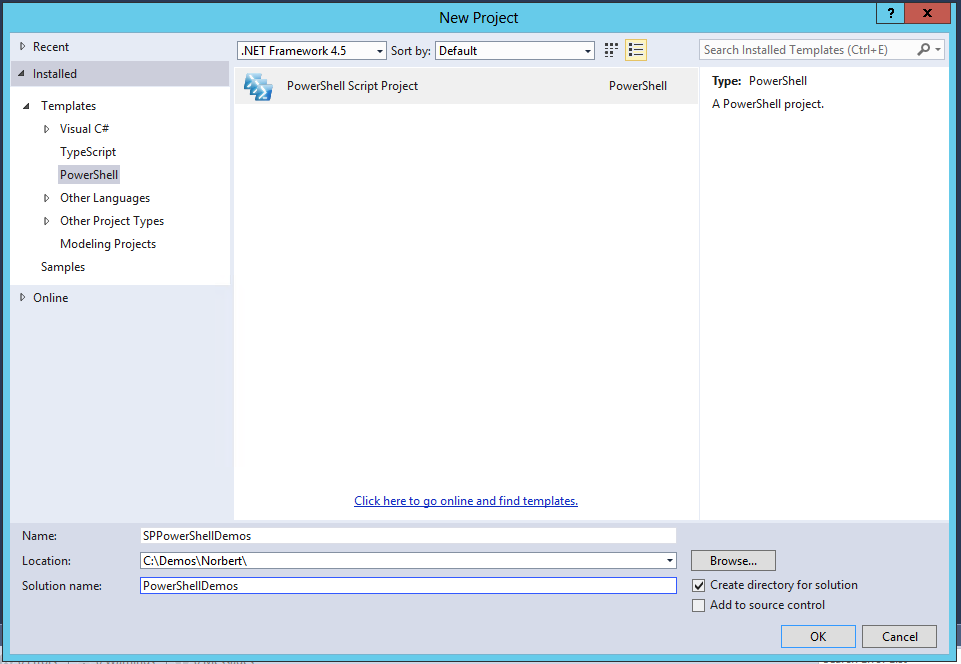 New Project
?
x
Recent
.NET Framework 4.5 Sort by: Default
Search Installed Templates (Ctrl+E)
Installed
PowerShell Script Project PowerShell
Type: PowerShell
A PowerShell project.
Templates
Visual C#
TypeScript
PowerShell
Other Languages
Other Project Types
Modeling Projects
Samples
Online
Click here to go online and find templates.
Name: SPPowerShellDemos
Location: C:\Demos\Norbert\ Browse...
Solution name: PowerShellDemos
Create directory for solution
Add to source control
OK Cancel